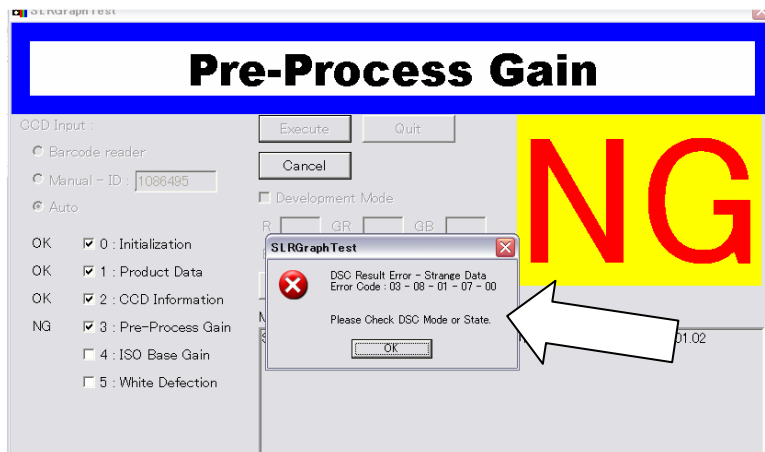 SLRGraphTest
Pre-Process Gain
CCD Input :
Barcode reader
Manual - ID : 1086495
Auto
Execute
Quit
Cancel
Development Mode
R
GR
GB
NG
OK 0 : Initialization
OK 1 : Product Data
OK 2 : CCD Information
NG 3 : Pre-Process Gain
4 : ISO Base Gain
5 : White Defection
SLRGraphTest
DSC Result Error - Strange Data
Error Code : 03 - 08 - 01 - 07 - 00
Please Check DSC Mode or State.
OK
01.02